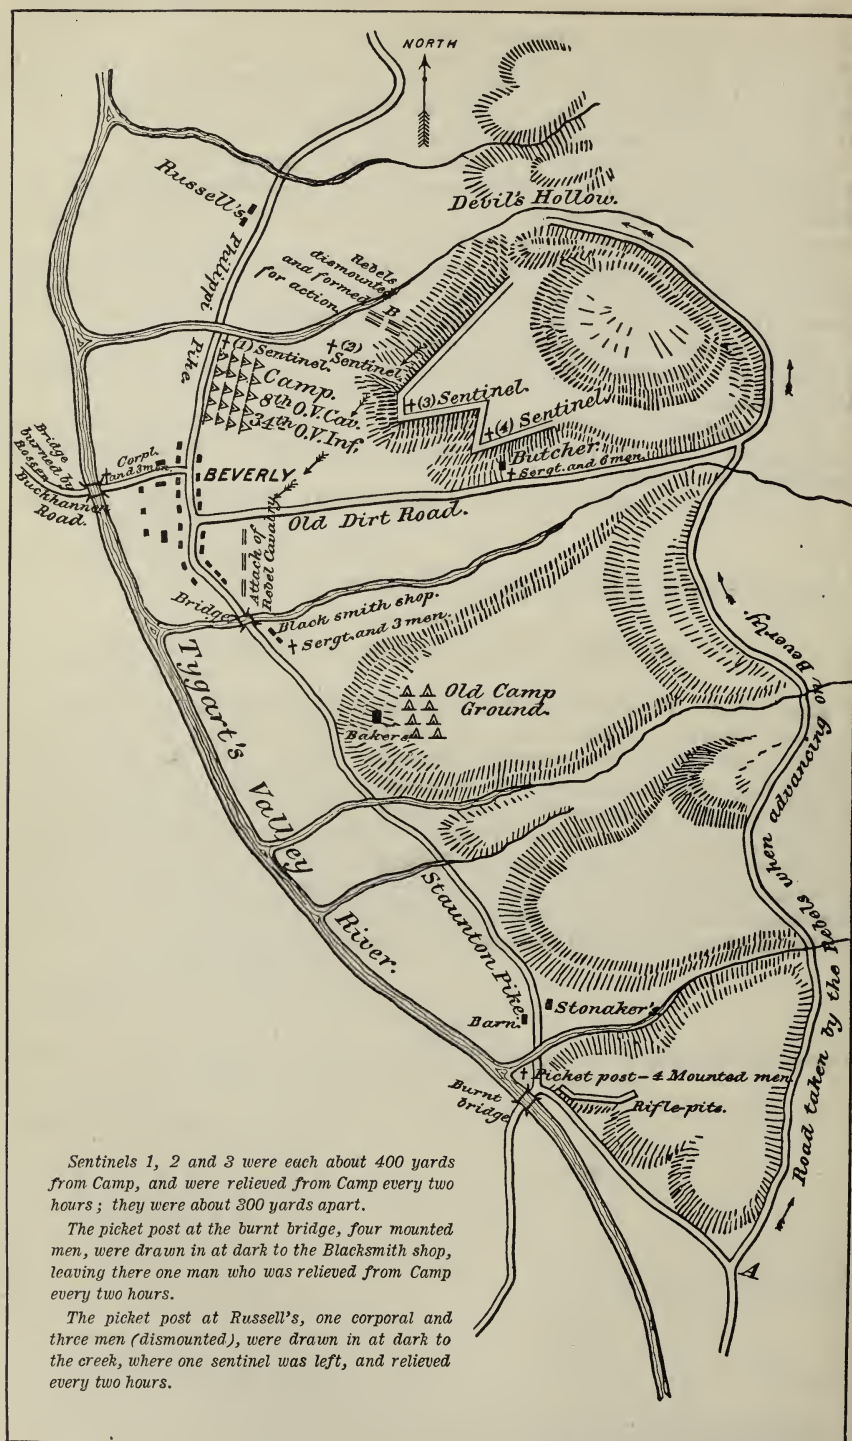 NORTH
Devil's Hollow.
Russell's
Philippi
Pike.
Rebels
dismounted
and formed
for action
B
(1) Sentinel.
(2)
Sentinel.
Camp.
8th O.V. Cav.
34th O.V. Inf.
(3) Sentinel.
(4) Sentinel.
Butcher.
Sergt. and 6 men.
Bridge
burned by
Rosser
Buckhannon
Road.
Corpl.
and 3 men.
BEVERLY
Old Dirt Road.
Attack of
Rebel Cavalry
Bridge
Black smith shop.
Sergt. and 3 men.
Old Camp
Ground.
Bakers
Tygart's Valley River.
Staunton Pike
Road taken by the Rebels when advancing on Beverly.
Stonaker's
Barn.
Picket post – 4 Mounted men.
Burnt
bridge
Rifle-pits.
A
Sentinels 1, 2 and 3 were each about 400 yards
from Camp, and were relieved from Camp every two
hours; they were about 300 yards apart.
The picket post at the burnt bridge, four mounted
men, were drawn in at dark to the Blacksmith shop,
leaving there one man who was relieved from Camp
every two hours.
The picket post at Russell's, one corporal and
three men (dismounted), were drawn in at dark to
the creek, where one sentinel was left, and relieved
every two hours.